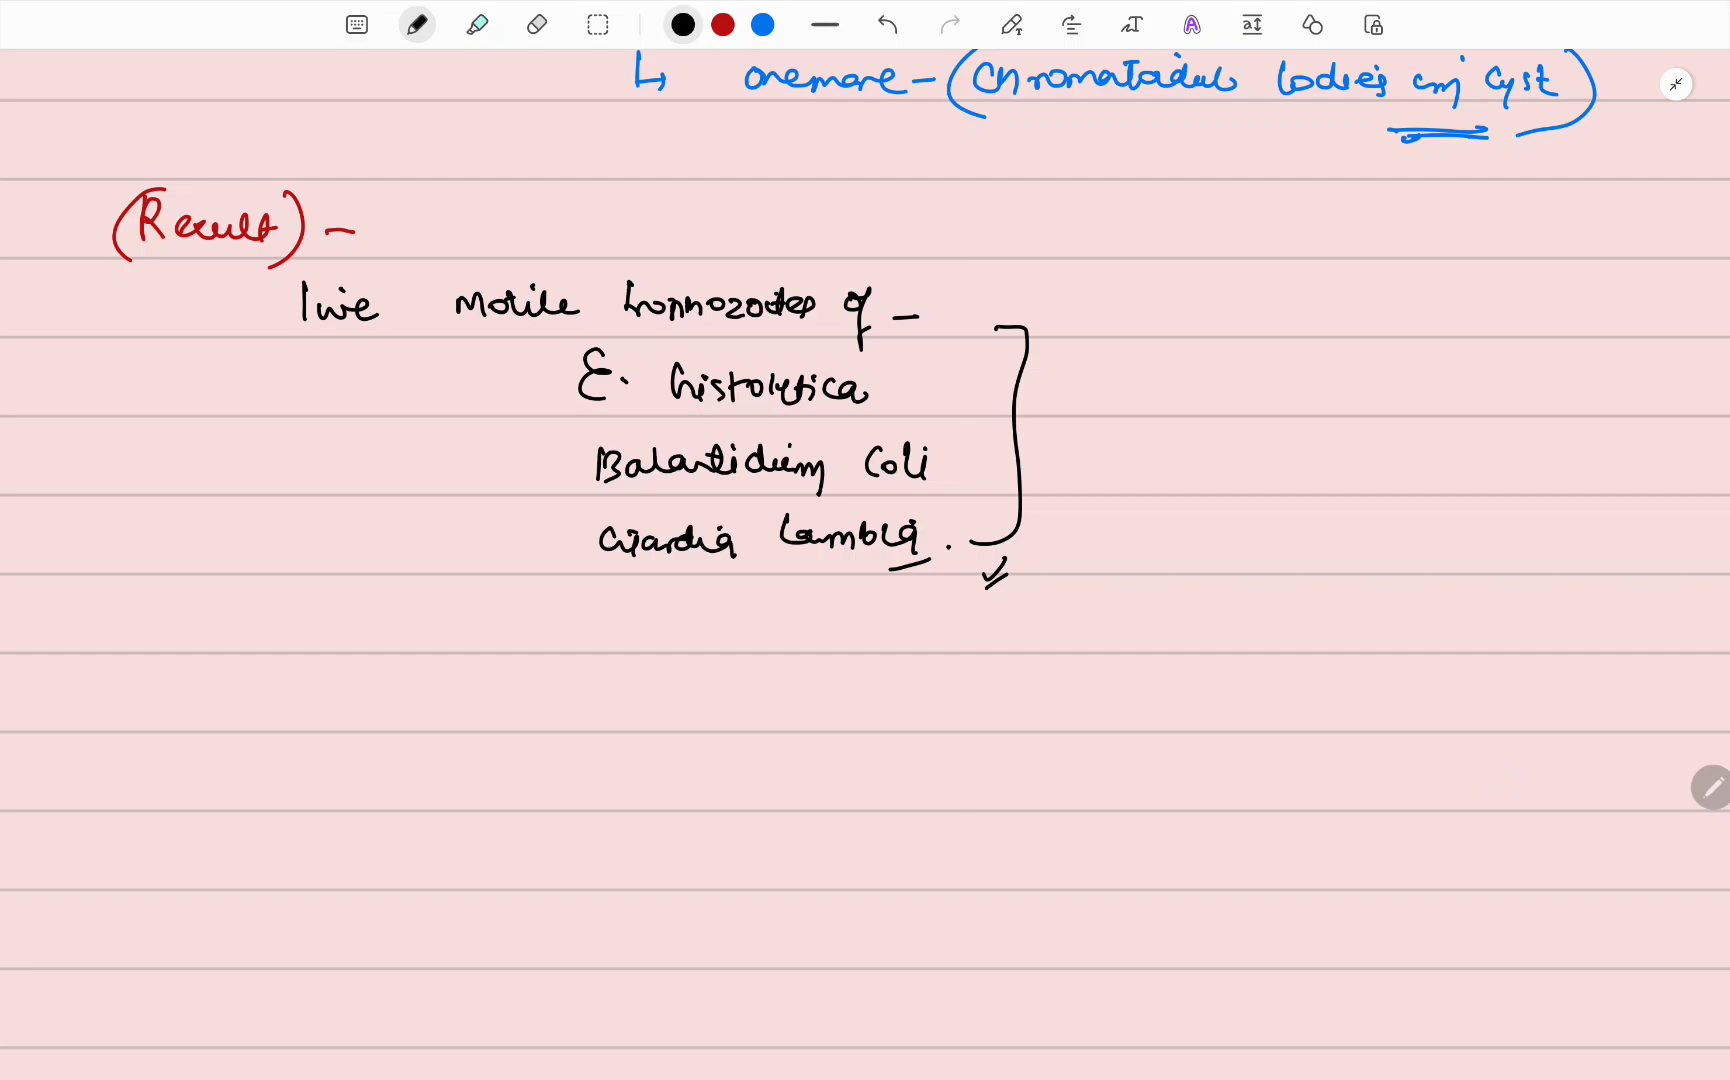 ↳ onemore - (Chromatoidal bodies in cyst)
(Result) -
live motile trophozoites of -
E. histolytica
Balantidium Coli
Giardia Lamblia.